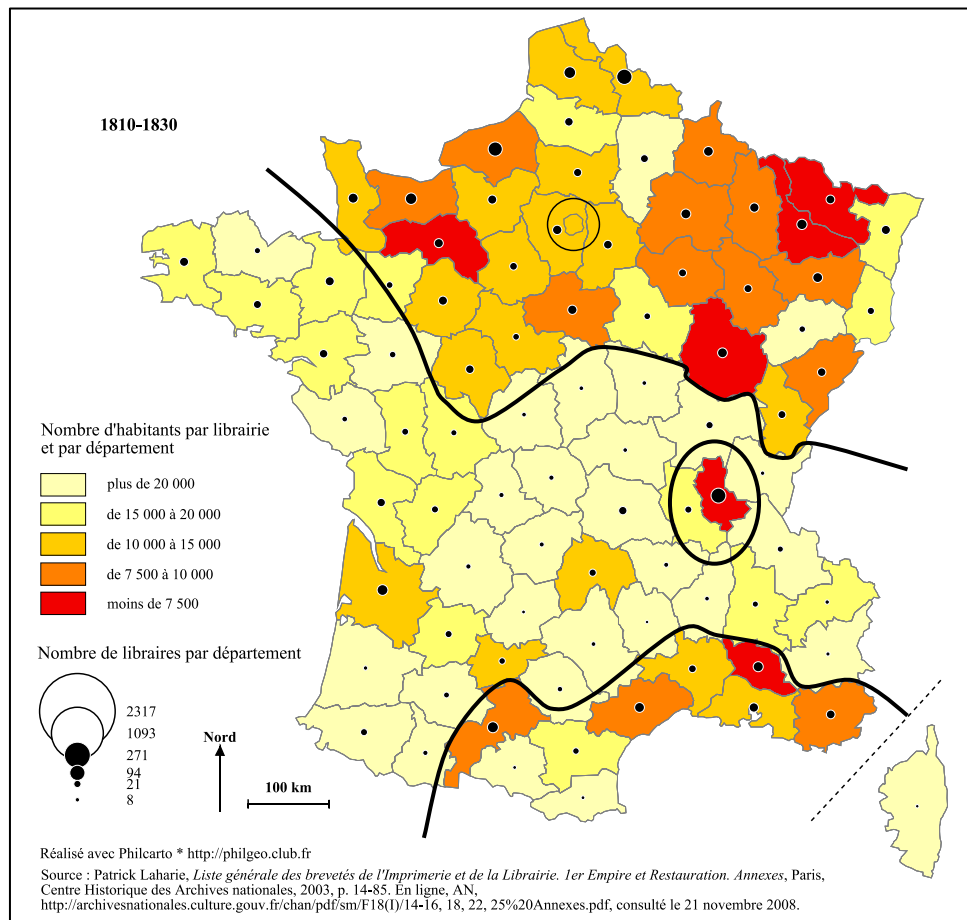 1810-1830
Nombre d'habitants par librairie
et par département
plus de 20 000
de 15 000 à 20 000
de 10 000 à 15 000
de 7 500 à 10 000
moins de 7 500
Nombre de libraires par département
2317
1093
271
94
21
8
Nord
100 km
Réalisé avec Philcarto * http://philgeo.club.fr
Source : Patrick Laharie, Liste générale des brevetés de l'Imprimerie et de la Librairie. 1er Empire et Restauration. Annexes, Paris,
Centre Historique des Archives nationales, 2003, p. 14-85. En ligne, AN,
http://archivesnationales.culture.gouv.fr/chan/pdf/sm/F18(I)/14-16, 18, 22, 25%20Annexes.pdf, consulté le 21 novembre 2008.